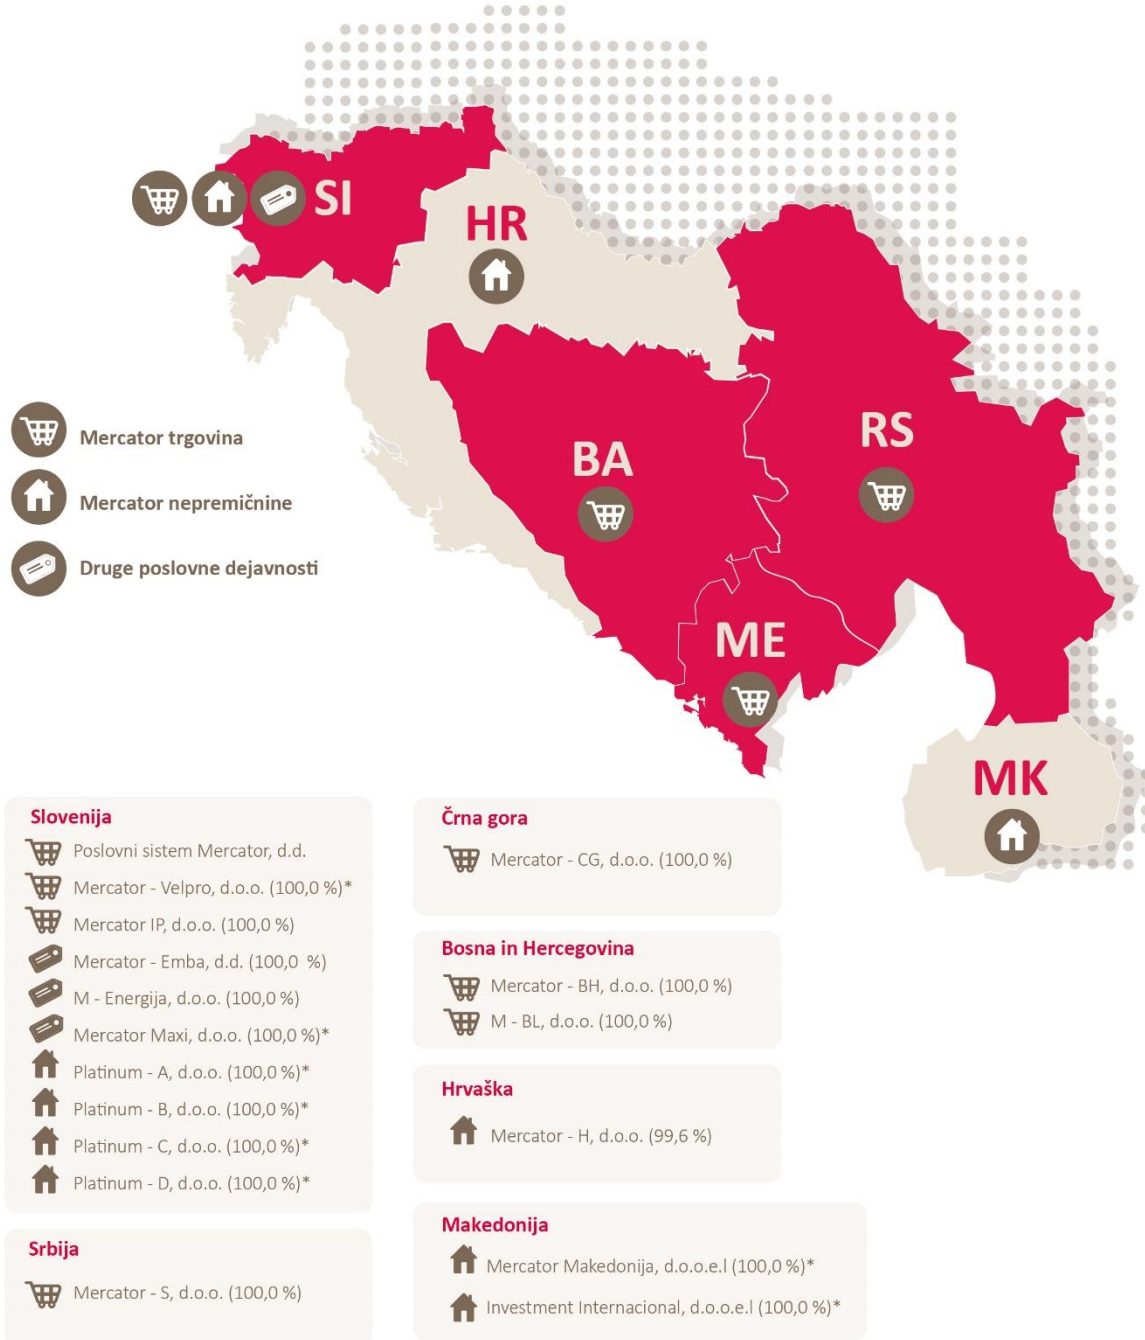 SI
HR
BA
RS
ME
MK
Mercator trgovina
Mercator nepremičnine
Druge poslovne dejavnosti
Slovenija
Poslovni sistem Mercator, d.d.
Mercator - Velpro, d.o.o. (100,0 %)*
Mercator IP, d.o.o. (100,0 %)
Mercator - Emba, d.d. (100,0 %)
M - Energija, d.o.o. (100,0 %)
Mercator Maxi, d.o.o. (100,0 %)*
Platinum - A, d.o.o. (100,0 %)*
Platinum - B, d.o.o. (100,0 %)*
Platinum - C, d.o.o. (100,0 %)*
Platinum - D, d.o.o. (100,0 %)*
Srbija
Mercator - S, d.o.o. (100,0 %)
Črna gora
Mercator - CG, d.o.o. (100,0 %)
Bosna in Hercegovina
Mercator - BH, d.o.o. (100,0 %)
M - BL, d.o.o. (100,0 %)
Hrvaška
Mercator - H, d.o.o. (99,6 %)
Makedonija
Mercator Makedonija, d.o.o.e.l (100,0 %)*
Investment Internacional, d.o.o.e.l (100,0 %)*